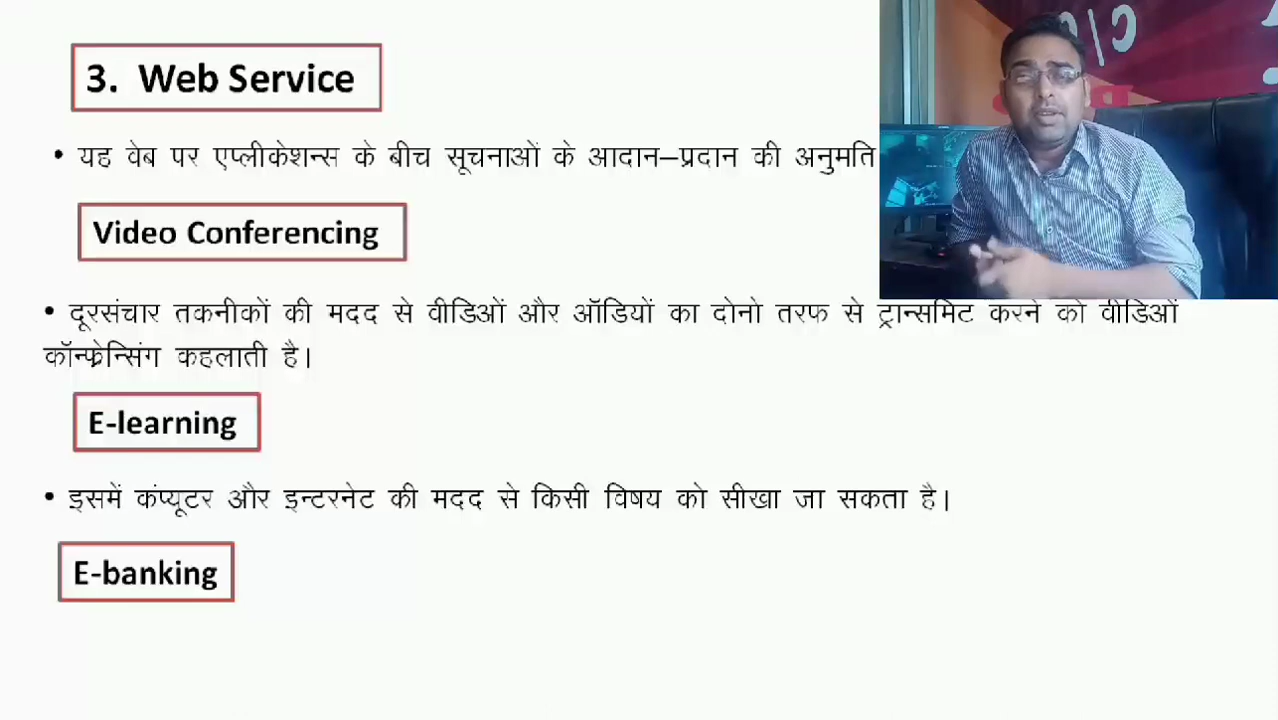 3. Web Service
• यह वेब पर एप्लीकेशन्स के बीच सूचनाओं के आदान–प्रदान की अनुमति
Video Conferencing
• दूरसंचार तकनीकों की मदद से वीडिओं और ऑडियों का दोनो तरफ से ट्रान्समिट करने को वीडिओं
कॉन्फ्रेन्सिंग कहलाती है।
E-learning
• इसमें कंप्यूटर और इन्टरनेट की मदद से किसी विषय को सीखा जा सकता है।
E-banking